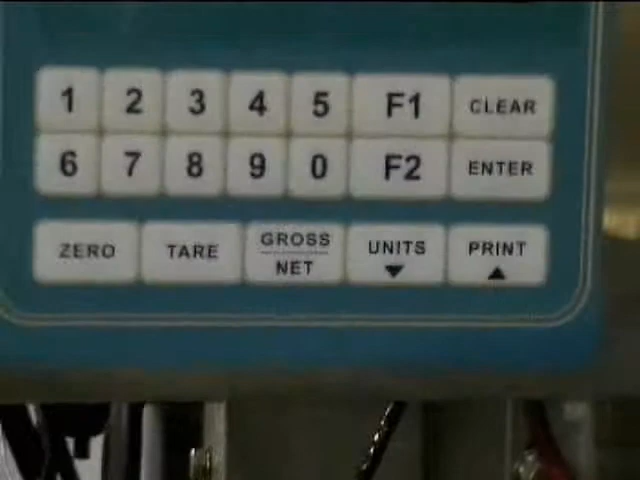 1 2 3 4 5 F1 CLEAR
6 7 8 9 0 F2 ENTER
ZERO TARE GROSS UNITS PRINT
NET